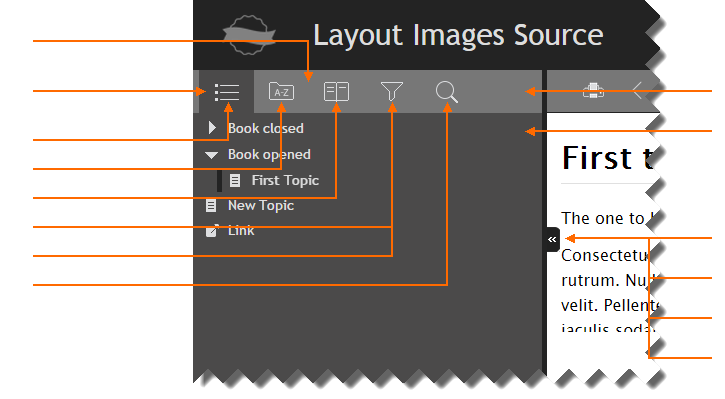 Layout Images Source
A-Z
Book closed
Book opened
First Topic
New Topic
Link
First t
The one to
Consectetu
rutrum. Nu
velit. Pellent
iaculis soda